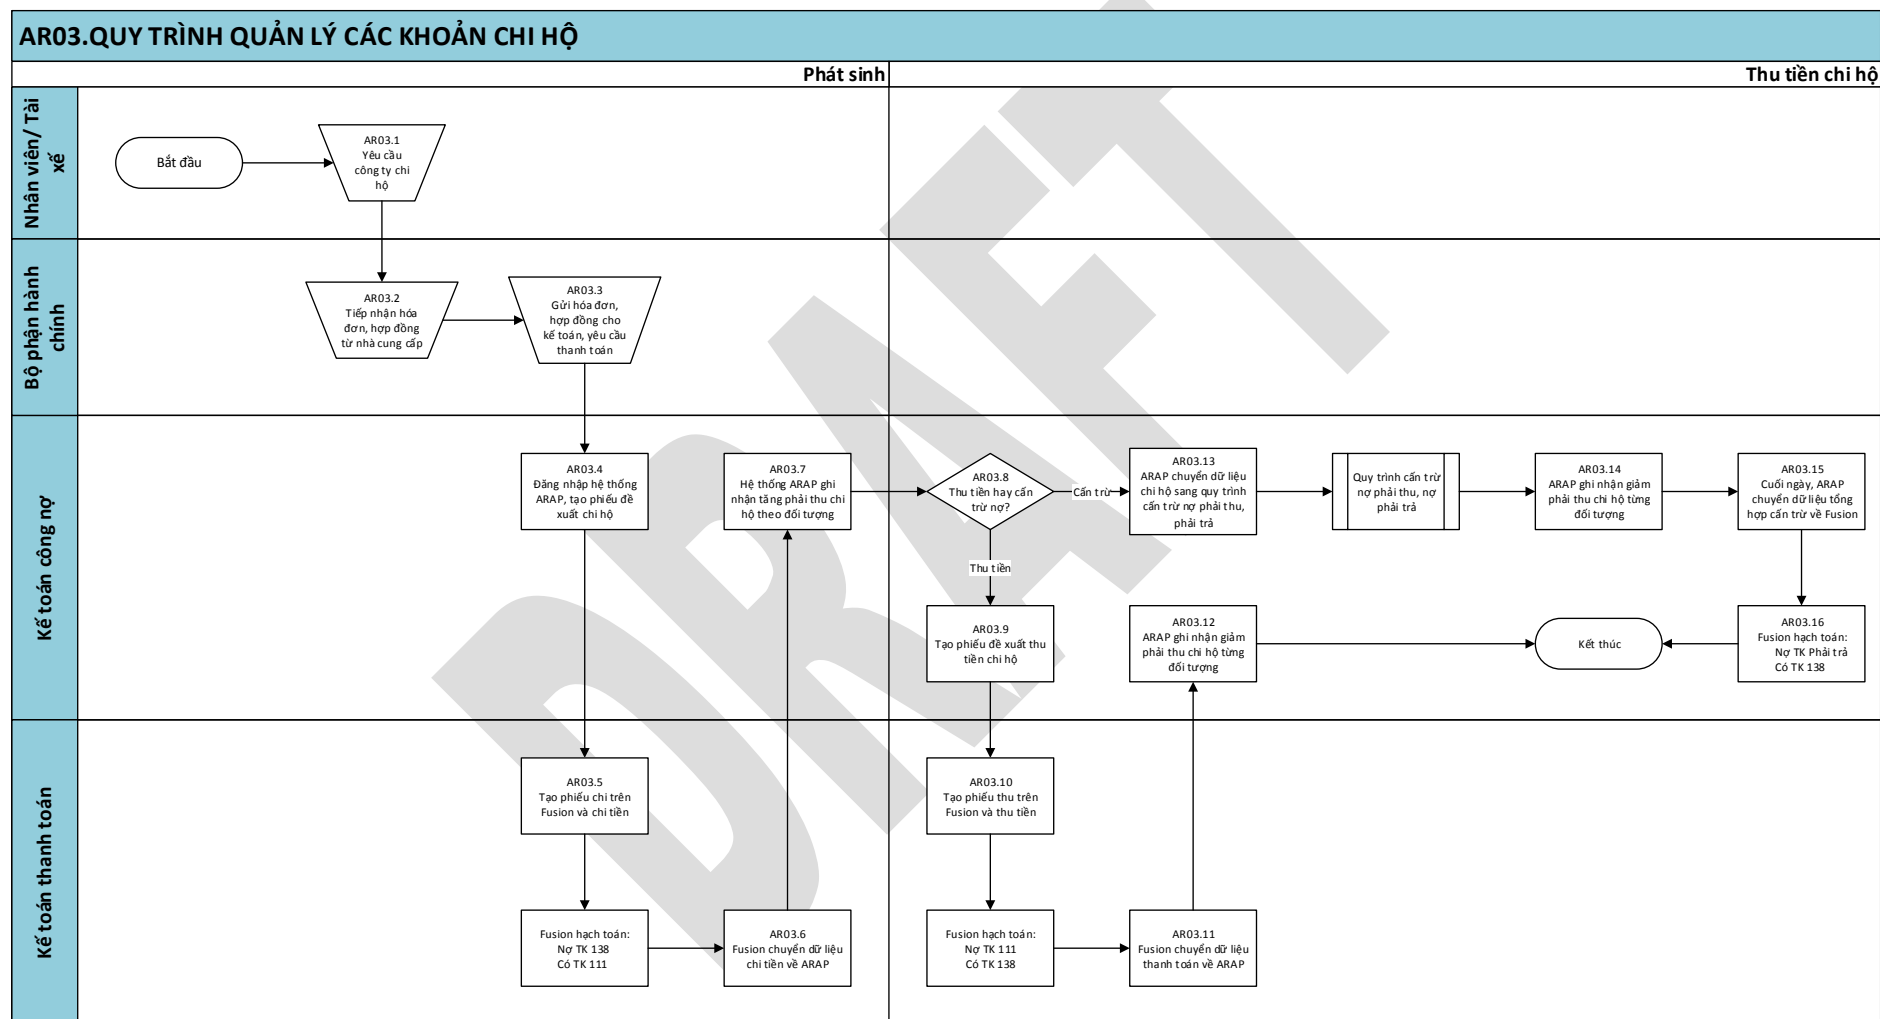 AR03.QUY TRÌNH QUẢN LÝ CÁC KHOẢN CHI HỘ
Phát sinh
Thu tiền chi hộ
Nhân viên/ Tài
xế
Bắt đầu
AR03.1
Yêu cầu
công ty chi
hộ
Bộ phận hành
chính
AR03.2
Tiếp nhận hóa
đơn, hợp đồng
từ nhà cung cấp
AR03.3
Gửi hóa đơn,
hợp đồng cho
kế toán, yêu cầu
thanh toán
Kế toán công nợ
AR03.4
Đăng nhập hệ thống
ARAP, tạo phiếu đề
xuất chi hộ
AR03.7
Hệ thống ARAP ghi
nhận tăng phải thu chi
hộ theo đối tượng
AR03.8
Thu tiền hay cấn
trừ nợ?
Cấn trừ
AR03.13
ARAP chuyển dữ liệu
chi hộ sang quy trình
cấn trừ nợ phải thu,
phải trả
Quy trình cấn trừ
nợ phải thu, nợ
phải trả
AR03.14
ARAP ghi nhận giảm
phải thu chi hộ từng
đối tượng
AR03.15
Cuối ngày, ARAP
chuyển dữ liệu tổng
hợp cấn trừ về Fusion
Thu tiền
AR03.9
Tạo phiếu đề xuất thu
tiền chi hộ
AR03.12
ARAP ghi nhận giảm
phải thu chi hộ từng
đối tượng
Kết thúc
AR03.16
Fusion hạch toán:
Nợ TK Phải trả
Có TK 138
Kế toán thanh toán
AR03.5
Tạo phiếu chi trên
Fusion và chi tiền
AR03.10
Tạo phiếu thu trên
Fusion và thu tiền
Fusion hạch toán:
Nợ TK 138
Có TK 111
AR03.6
Fusion chuyển dữ liệu
chi tiền về ARAP
Fusion hạch toán:
Nợ TK 111
Có TK 138
AR03.11
Fusion chuyển dữ liệu
thanh toán về ARAP
DRAFT